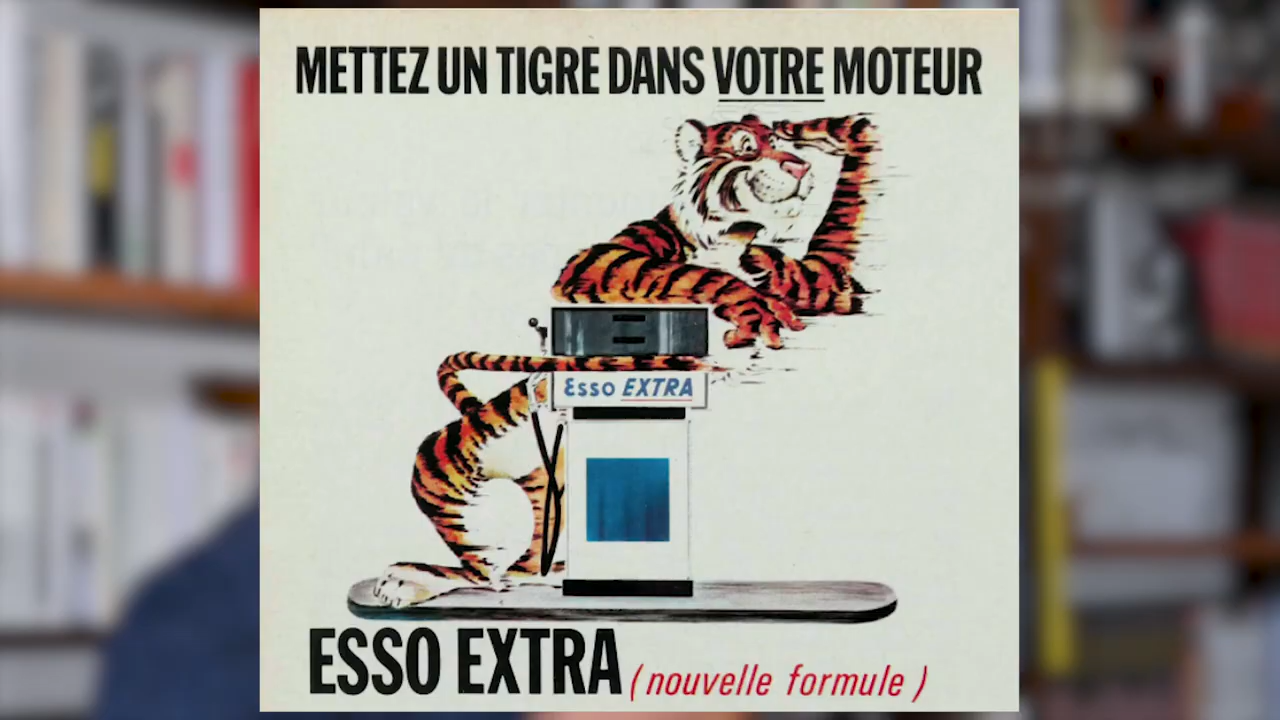 METTEZ UN TIGRE DANS VOTRE MOTEUR
Esso EXTRA
ESSO EXTRA (nouvelle formule)